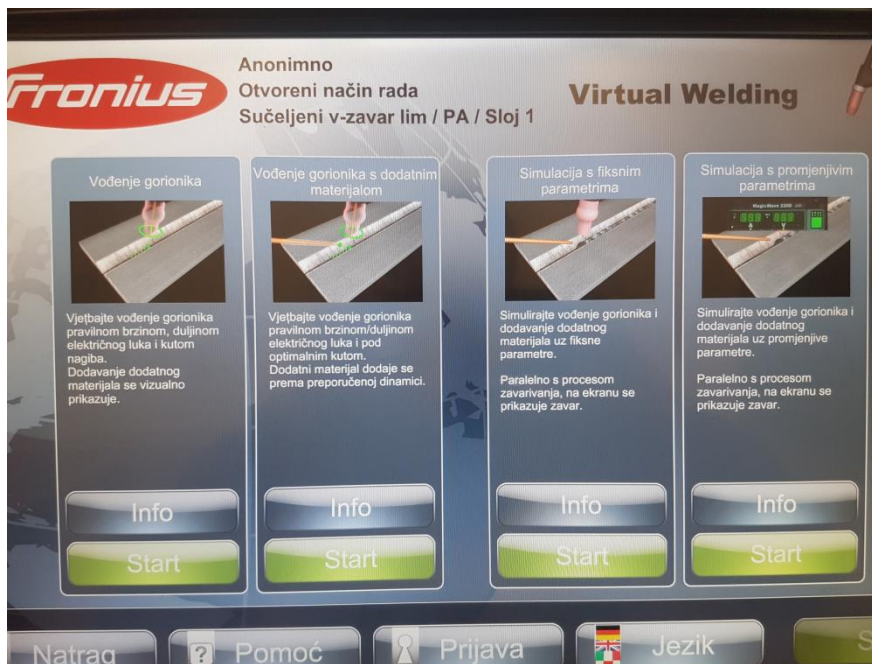 Fronius
Anonimno
Otvoreni način rada
Sučeljeni v-zavar lim / PA / Sloj 1
Virtual Welding
Vođenje gorionika
Vježbajte vođenje gorionika
pravilnom brzinom, duljinom
električnog luka i kutom
nagiba.
Dodavanje dodatnog
materijala se vizualno
prikazuje.
Info
Start
Vođenje gorionika s dodatnim
materijalom
Vježbajte vođenje gorionika
pravilnom brzinom/duljinom
električnog luka i pod
optimalnim kutom.
Dodatni materijal dodaje se
prema preporučenoj dinamici.
Info
Start
Simulacija s fiksnim
parametrima
Simulirajte vođenje gorionika i
dodavanje dodatnog
materijala uz fiksne
parametre.
Paralelno s procesom
zavarivanja, na ekranu se
prikazuje zavar.
Info
Start
Simulacija s promjenjivim
parametrima
Simulirajte vođenje gorionika i
dodavanje dodatnog
materijala uz promjenjive
parametre.
Paralelno s procesom
zavarivanja, na ekranu se
prikazuje zavar.
Info
Start
Natrag
? Pomoć
Prijava
Jezik